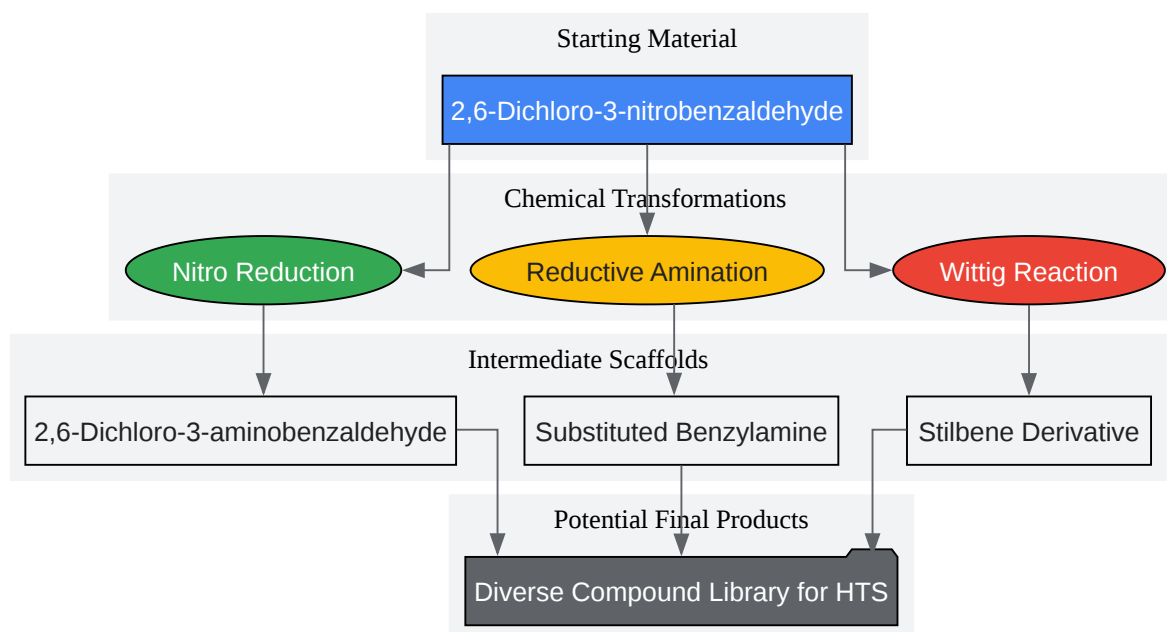 Starting Material
2,6-Dichloro-3-nitrobenzaldehyde
Chemical Transformations
Nitro Reduction
Reductive Amination
Wittig Reaction
Intermediate Scaffolds
2,6-Dichloro-3-aminobenzaldehyde
Substituted Benzylamine
Stilbene Derivative
Potential Final Products
Diverse Compound Library for HTS